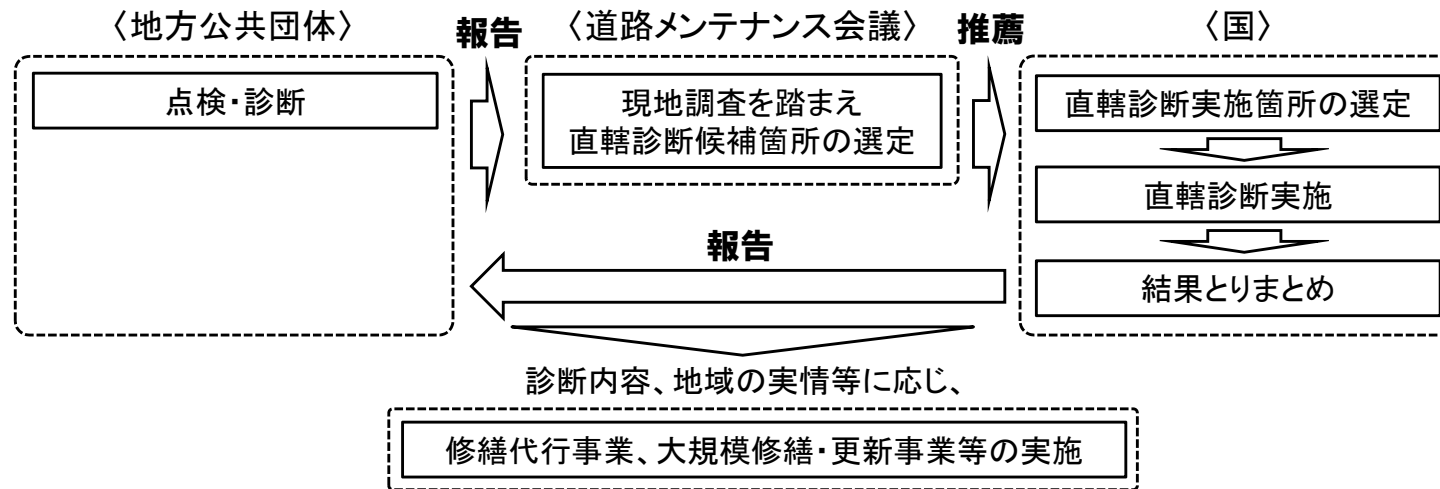 〈地方公共団体〉
報告
〈道路メンテナンス会議〉
推薦
〈国〉
点検・診断
現地調査を踏まえ
直轄診断候補箇所の選定
直轄診断実施箇所の選定
直轄診断実施
結果とりまとめ
報告
診断内容、地域の実情等に応じ、
修繕代行事業、大規模修繕・更新事業等の実施